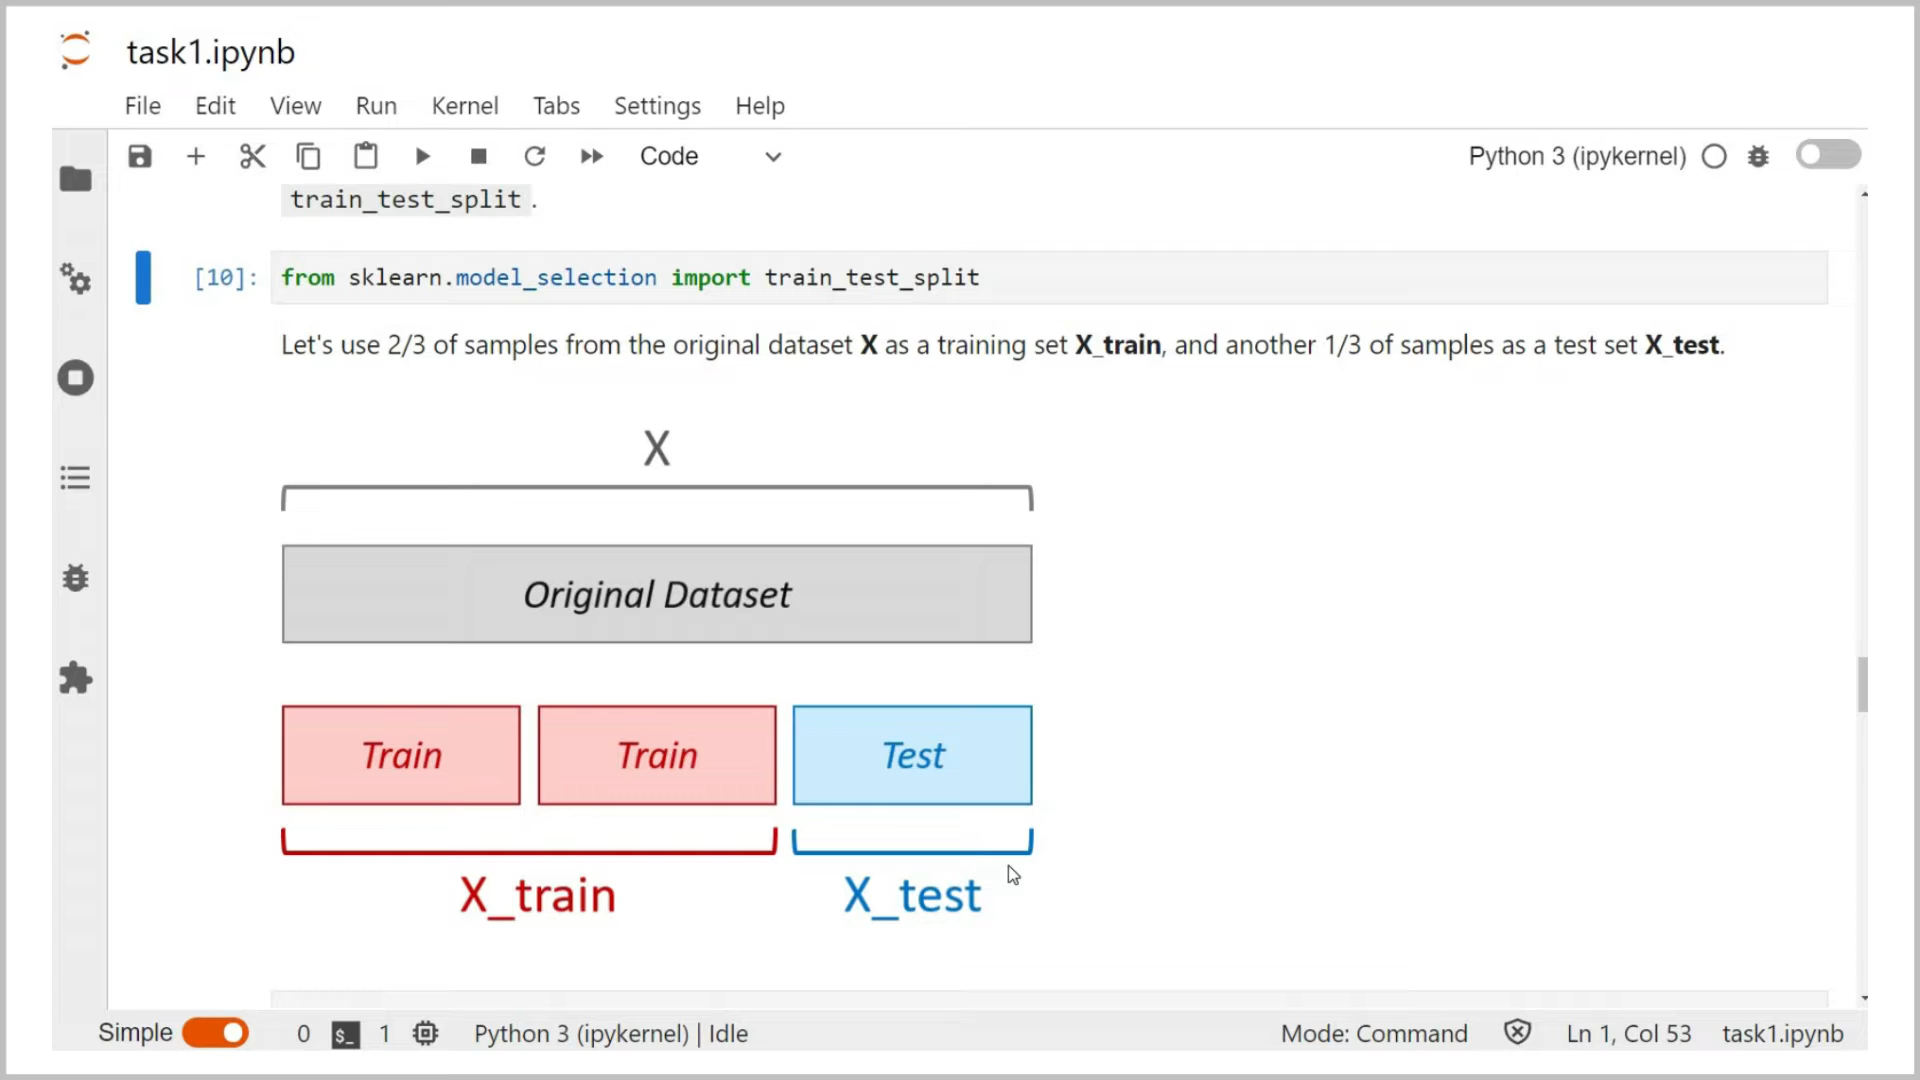 task1.ipynb
File Edit View Run Kernel Tabs Settings Help
Code Python 3 (ipykernel)
train_test_split .
[10]: from sklearn.model_selection import train_test_split
Let's use 2/3 of samples from the original dataset X as a training set X_train, and another 1/3 of samples as a test set X_test.
X
Original Dataset
Train Train Test
X_train X_test
Simple 0 $_ 1 Python 3 (ipykernel) | Idle Mode: Command Ln 1, Col 53 task1.ipynb